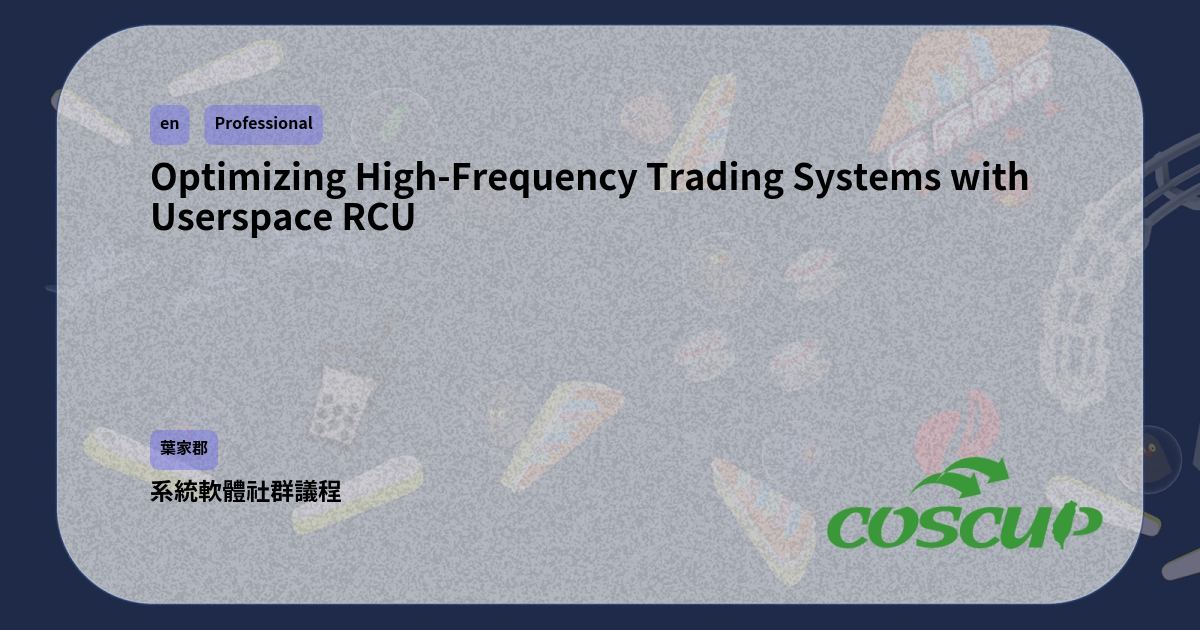 en
Professional
Optimizing High-Frequency Trading Systems with
Userspace RCU
葉家郡
系統軟體社群議程
COSCUP